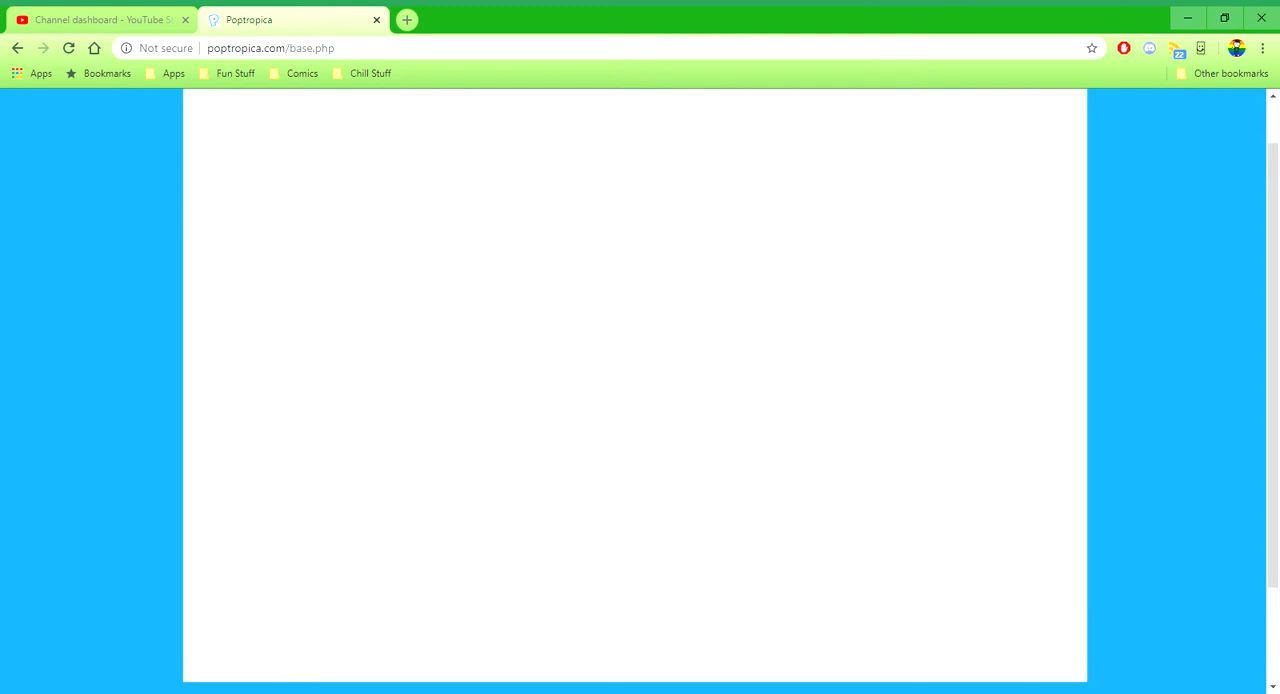 Channel dashboard - YouTube S
Poptropica
Not secure
poptropica.com/base.php
22
Apps
Bookmarks
Apps
Fun Stuff
Comics
Chill Stuff
Other bookmarks